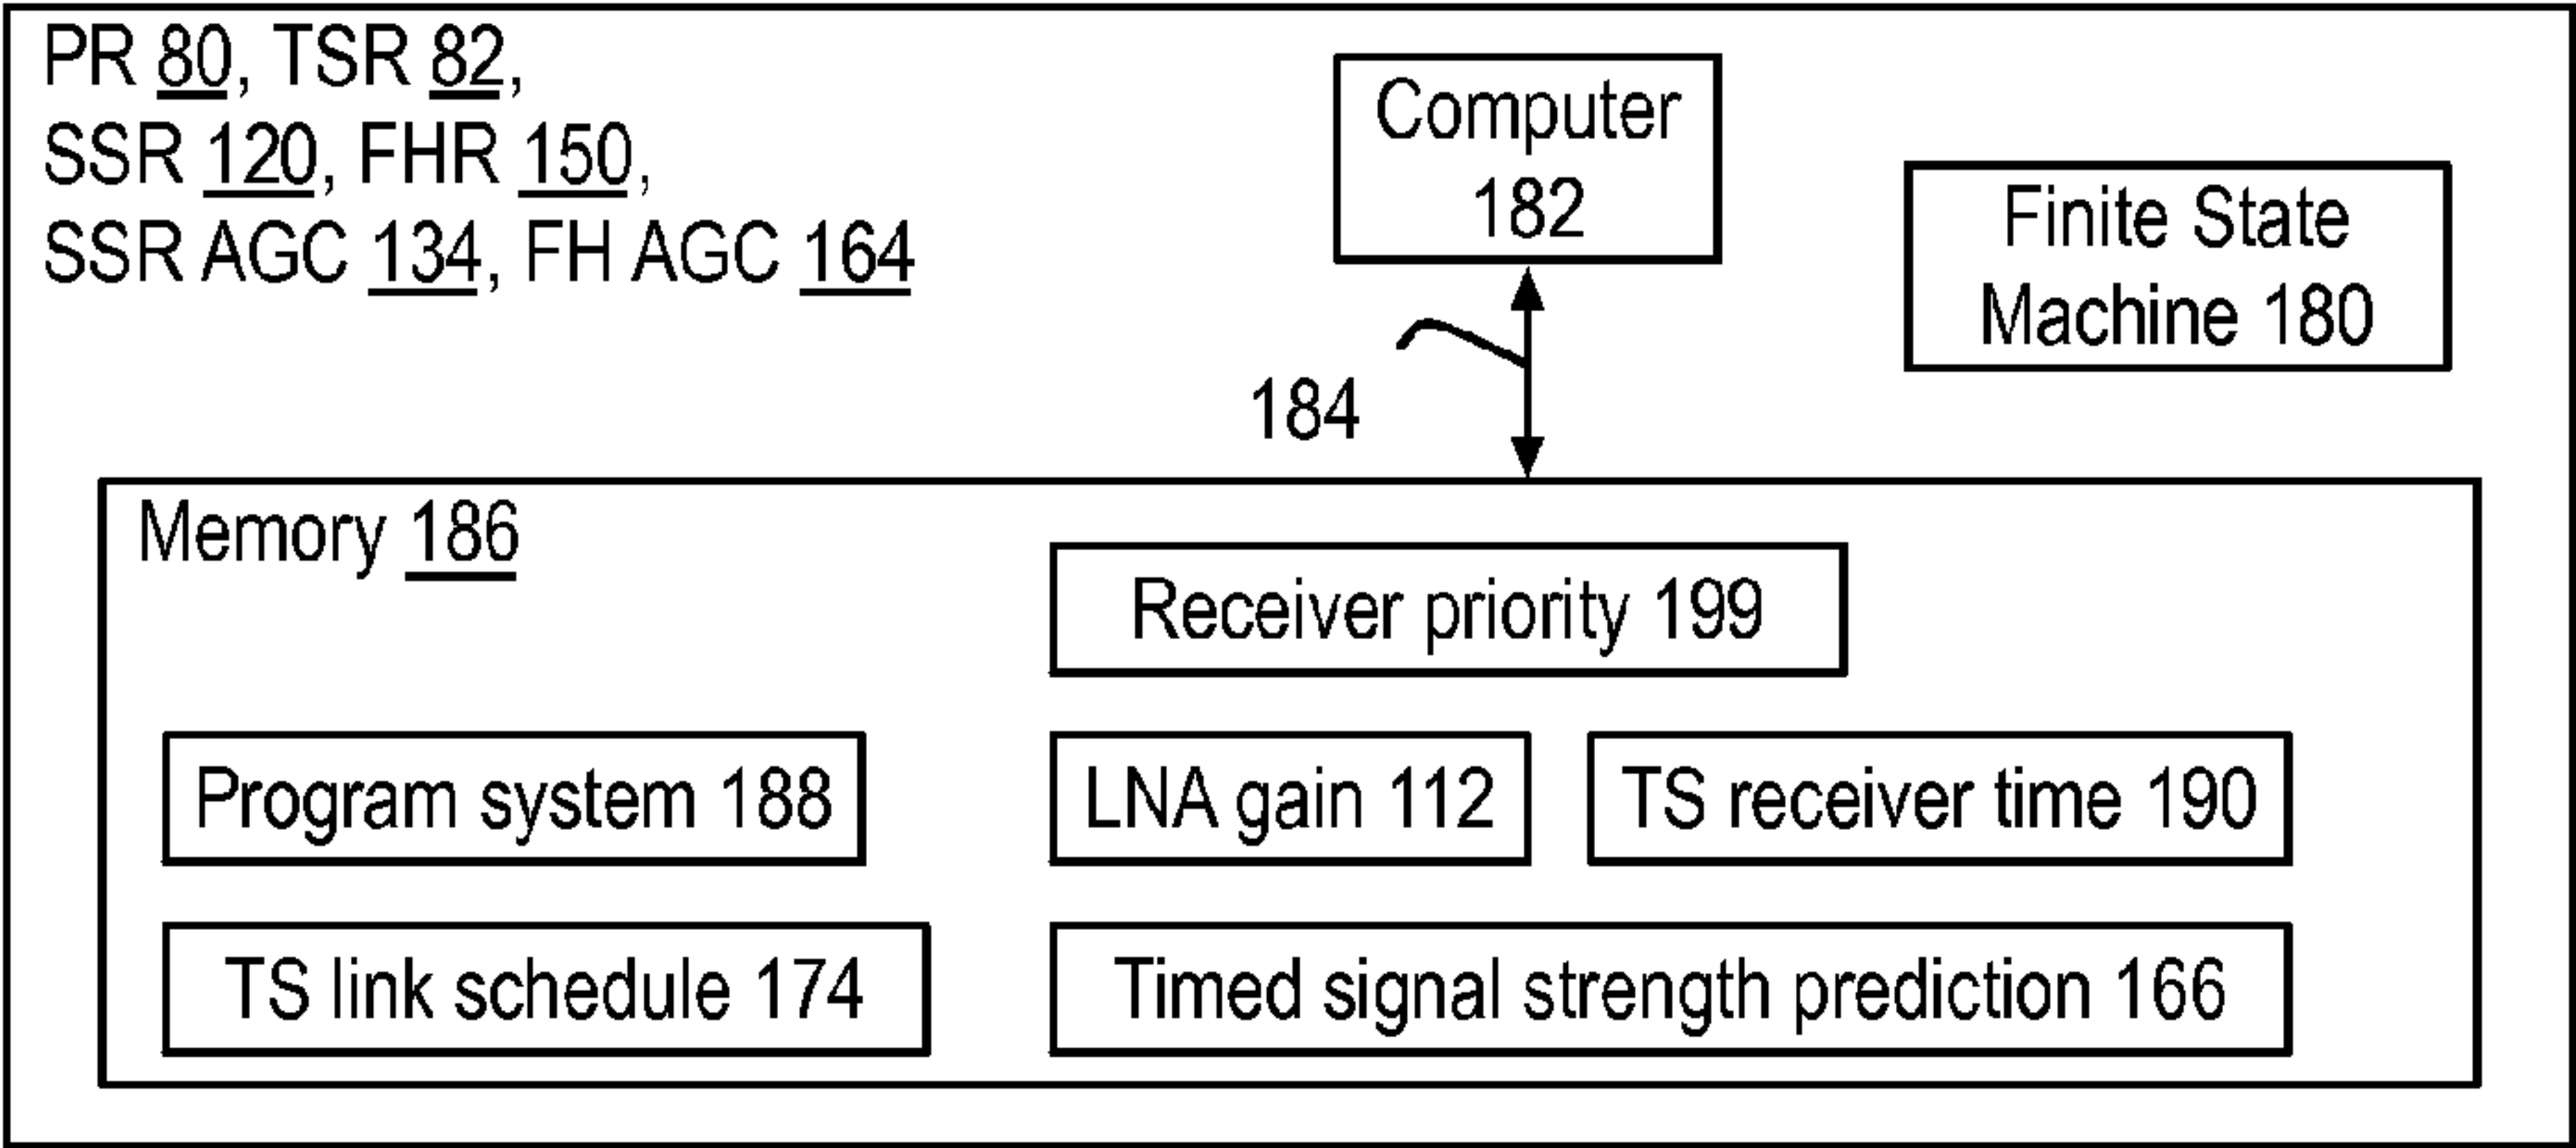 PR 80, TSR 82,
SSR 120, FHR 150,
SSR AGC 134, FH AGC 164
Computer
182
Finite State
Machine 180
184
Memory 186
Receiver priority 199
Program system 188
LNA gain 112
TS receiver time 190
TS link schedule 174
Timed signal strength prediction 166